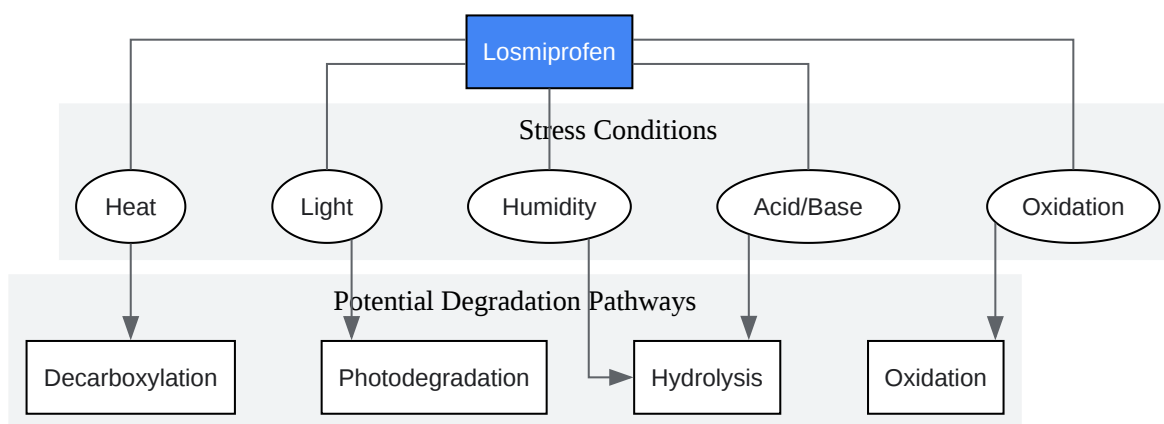 Losmiprofen
Stress Conditions
Heat
Light
Humidity
Acid/Base
Oxidation
Potential Degradation Pathways
Decarboxylation
Photodegradation
Hydrolysis
Oxidation